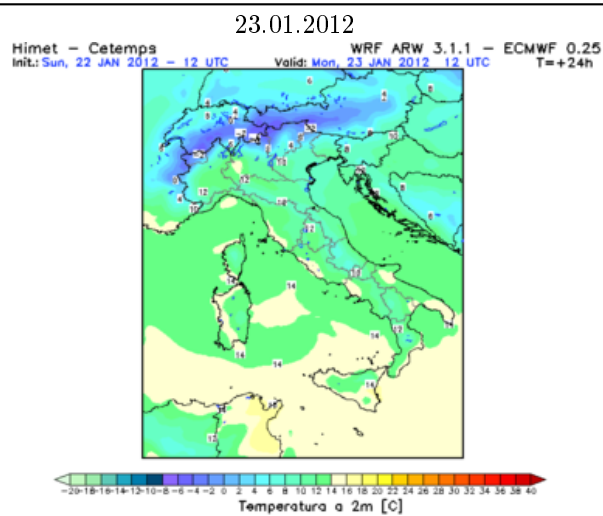 23.01.2012
Himet – Cetemps WRF ARW 3.1.1 – ECMWF 0.25
Init.: Sun, 22 JAN 2012 – 12 UTC Valid: Mon, 23 JAN 2012 12 UTC T=+24h
-20-18-16-14-12-10-8 -6 -4 -2 0 2 4 6 8 10 12 14 16 18 20 22 24 26 28 30 32 34 36 38 40
Temperatura a 2m [C]